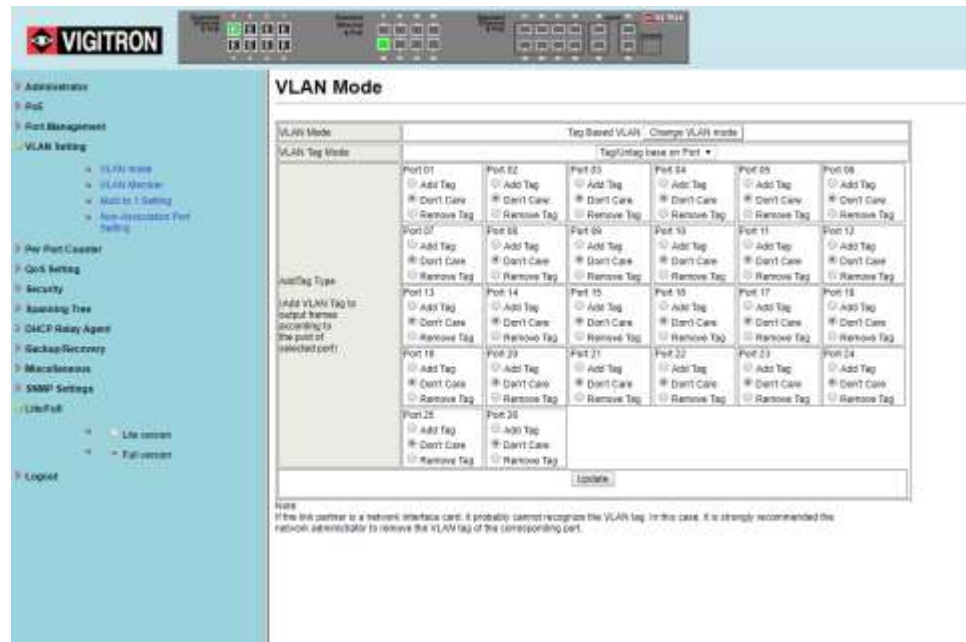 VIGITRON
Administrator
PoE
Port Management
VLAN Setting
VLAN mode
VLAN Member
Multi to 1 Setting
Non-Association Port
Setting
Per Port Counter
QoS Setting
Security
Spanning Tree
DHCP Relay Agent
Backup/Recovery
Miscellaneous
SNMP Settings
Lite/Full
Lite version
Full version
Logout
VLAN Mode
VLAN Mode Tag Based VLAN Change VLAN mode
VLAN Tag Mode Tag/Untag base on Port
AddTag Type
(Add VLAN Tag to
output frames
according to
the pvid of
selected port)
Port 01 Port 02 Port 03 Port 04 Port 05 Port 06
Add Tag Add Tag Add Tag Add Tag Add Tag Add Tag
Don't Care Don't Care Don't Care Don't Care Don't Care Don't Care
Remove Tag Remove Tag Remove Tag Remove Tag Remove Tag Remove Tag
Port 07 Port 08 Port 09 Port 10 Port 11 Port 12
Add Tag Add Tag Add Tag Add Tag Add Tag Add Tag
Don't Care Don't Care Don't Care Don't Care Don't Care Don't Care
Remove Tag Remove Tag Remove Tag Remove Tag Remove Tag Remove Tag
Port 13 Port 14 Port 15 Port 16 Port 17 Port 18
Add Tag Add Tag Add Tag Add Tag Add Tag Add Tag
Don't Care Don't Care Don't Care Don't Care Don't Care Don't Care
Remove Tag Remove Tag Remove Tag Remove Tag Remove Tag Remove Tag
Port 19 Port 20 Port 21 Port 22 Port 23 Port 24
Add Tag Add Tag Add Tag Add Tag Add Tag Add Tag
Don't Care Don't Care Don't Care Don't Care Don't Care Don't Care
Remove Tag Remove Tag Remove Tag Remove Tag Remove Tag Remove Tag
Port 25 Port 26
Add Tag Add Tag
Don't Care Don't Care
Remove Tag Remove Tag
Update
Note:
If the link partner is a network interface card, it probably cannot recognize the VLAN tag. In this case, it is strongly recommended the
network administrator to remove the VLAN tag of the corresponding port.